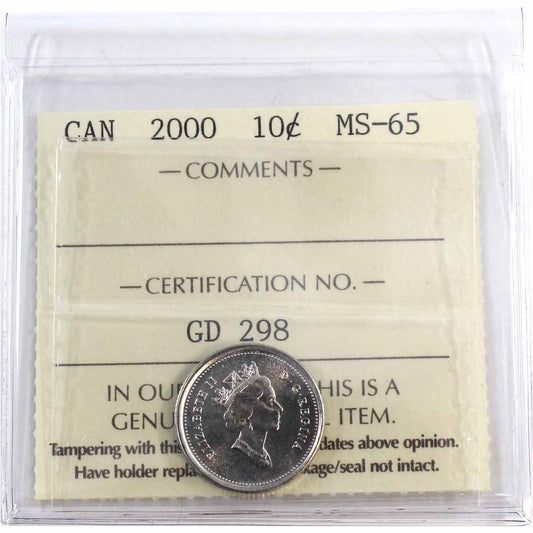 CAN 2000 10¢ MS-65
— COMMENTS —
— CERTIFICATION NO. —
GD 298
IN OU HIS IS A
GENU L ITEM.
Tampering with this dates above opinion.
Have holder repla kage/seal not intact.
ELIZABETH II D·G·REGINA